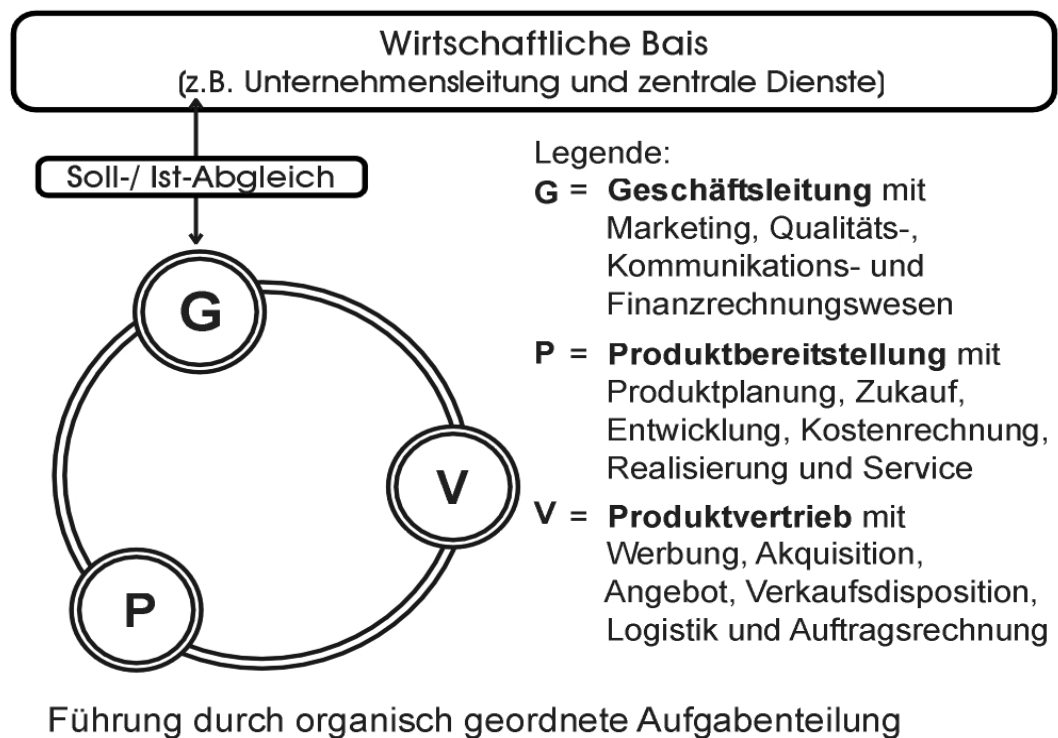 Wirtschaftliche Bais
(z.B. Unternehmensleitung und zentrale Dienste)
Soll-/ Ist-Abgleich
Legende:
G = Geschäftsleitung mit
Marketing, Qualitäts-,
Kommunikations- und
Finanzrechnungswesen
P = Produktbereitstellung mit
Produktplanung, Zukauf,
Entwicklung, Kostenrechnung,
Realisierung und Service
V = Produktvertrieb mit
Werbung, Akquisition,
Angebot, Verkaufsdisposition,
Logistik und Auftragsrechnung
G
V
P
Führung durch organisch geordnete Aufgabenteilung